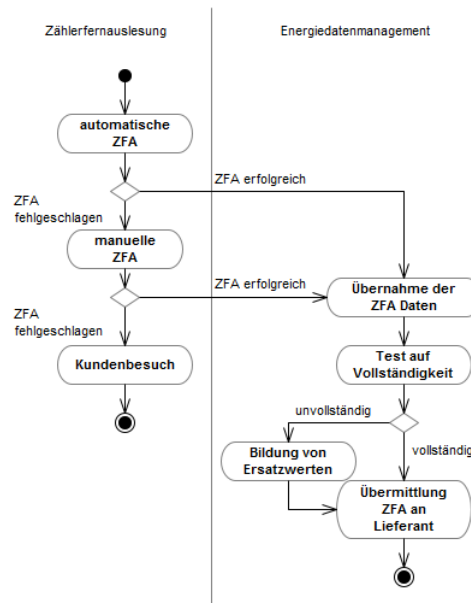 Zählerfernauslesung
Energiedatenmanagement
automatische
ZFA
ZFA erfolgreich
ZFA
fehlgeschlagen
manuelle
ZFA
ZFA erfolgreich
Übernahme der
ZFA Daten
ZFA
fehlgeschlagen
Kundenbesuch
Test auf
Vollständigkeit
unvollständig
vollständig
Bildung von
Ersatzwerten
Übermittlung
ZFA an
Lieferant